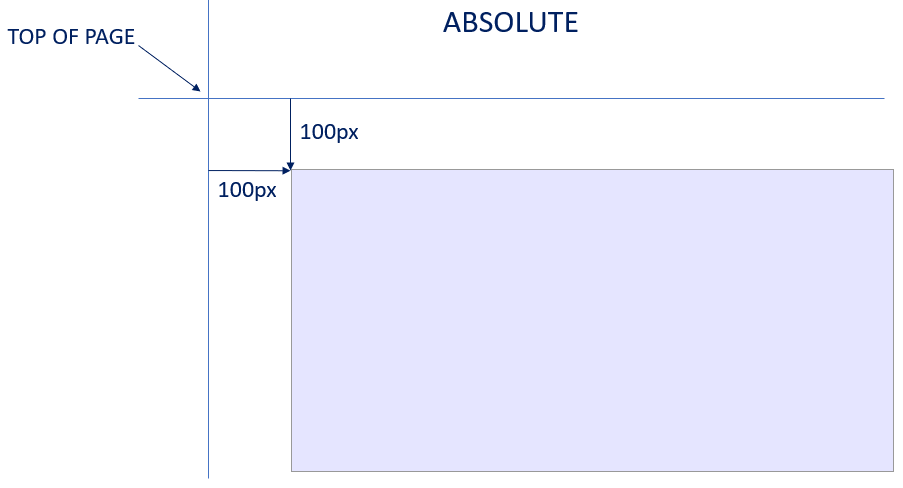 ABSOLUTE
TOP OF PAGE
100px
100px